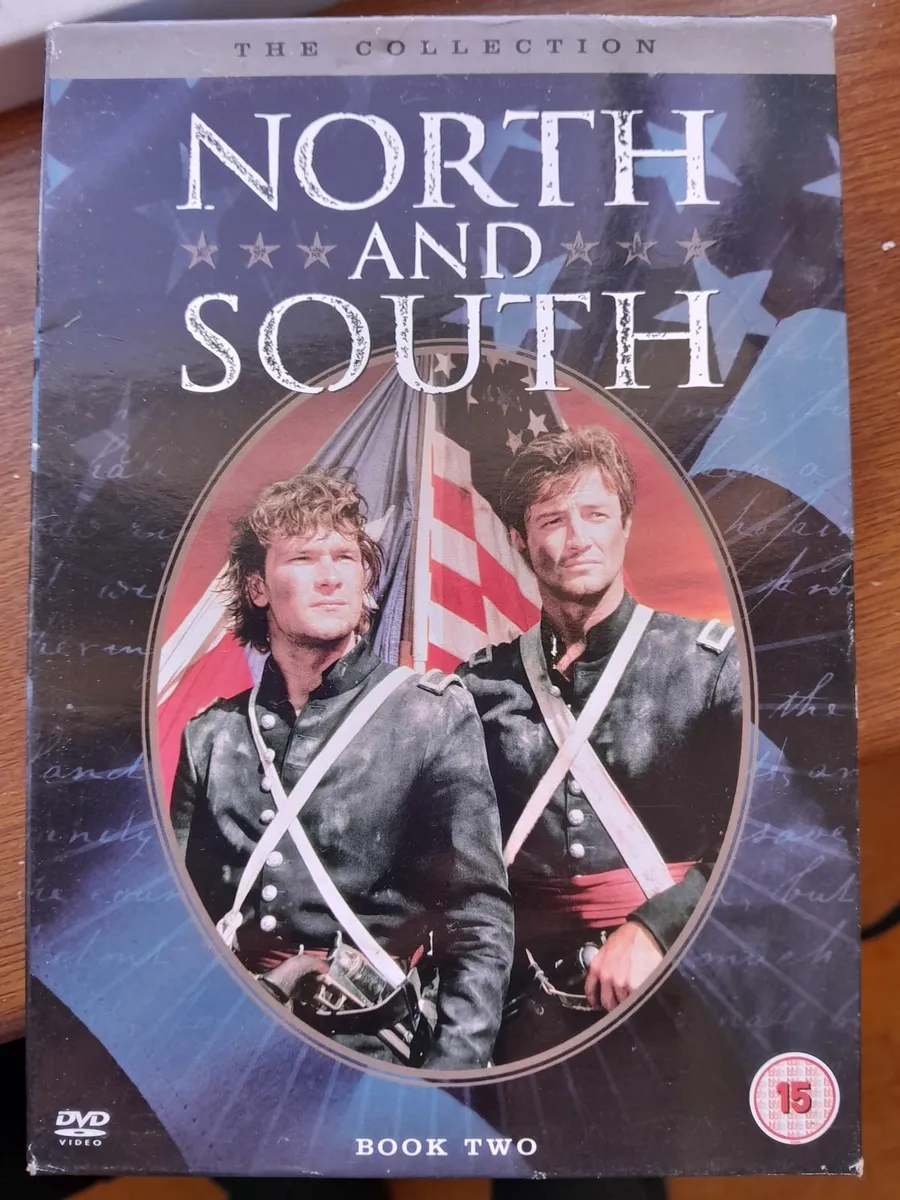 THE COLLECTION
NORTH
AND
SOUTH
15
DVD
VIDEO
BOOK TWO